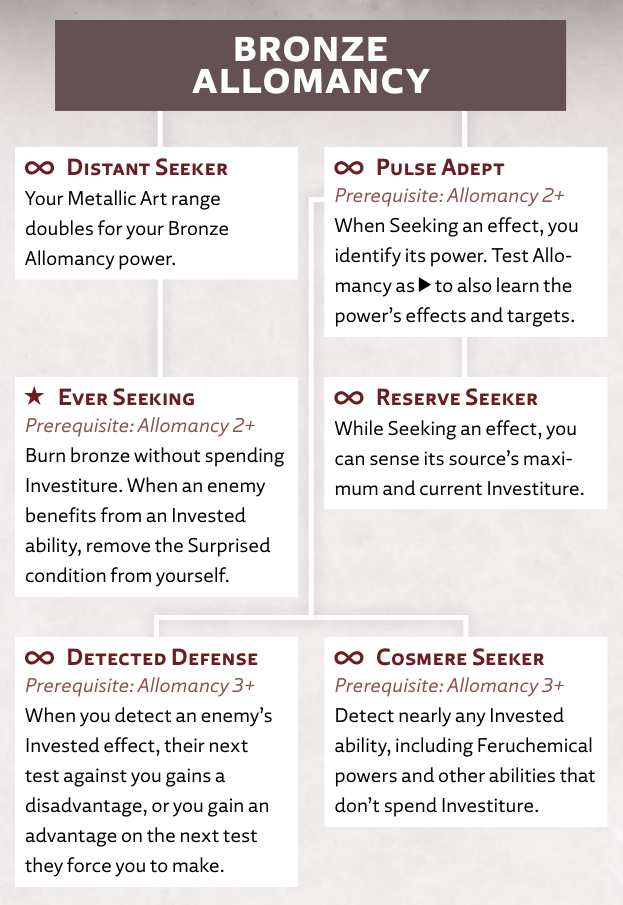 BRONZE
ALLOMANCY
∞ Distant Seeker
Your Metallic Art range
doubles for your Bronze
Allomancy power.
∞ Pulse Adept
Prerequisite: Allomancy 2+
When Seeking an effect, you
identify its power. Test Allo-
mancy as ▶ to also learn the
power's effects and targets.
★ Ever Seeking
Prerequisite: Allomancy 2+
Burn bronze without spending
Investiture. When an enemy
benefits from an Invested
ability, remove the Surprised
condition from yourself.
∞ Reserve Seeker
While Seeking an effect, you
can sense its source's maxi-
mum and current Investiture.
∞ Detected Defense
Prerequisite: Allomancy 3+
When you detect an enemy's
Invested effect, their next
test against you gains a
disadvantage, or you gain an
advantage on the next test
they force you to make.
∞ Cosmere Seeker
Prerequisite: Allomancy 3+
Detect nearly any Invested
ability, including Feruchemical
powers and other abilities that
don't spend Investiture.